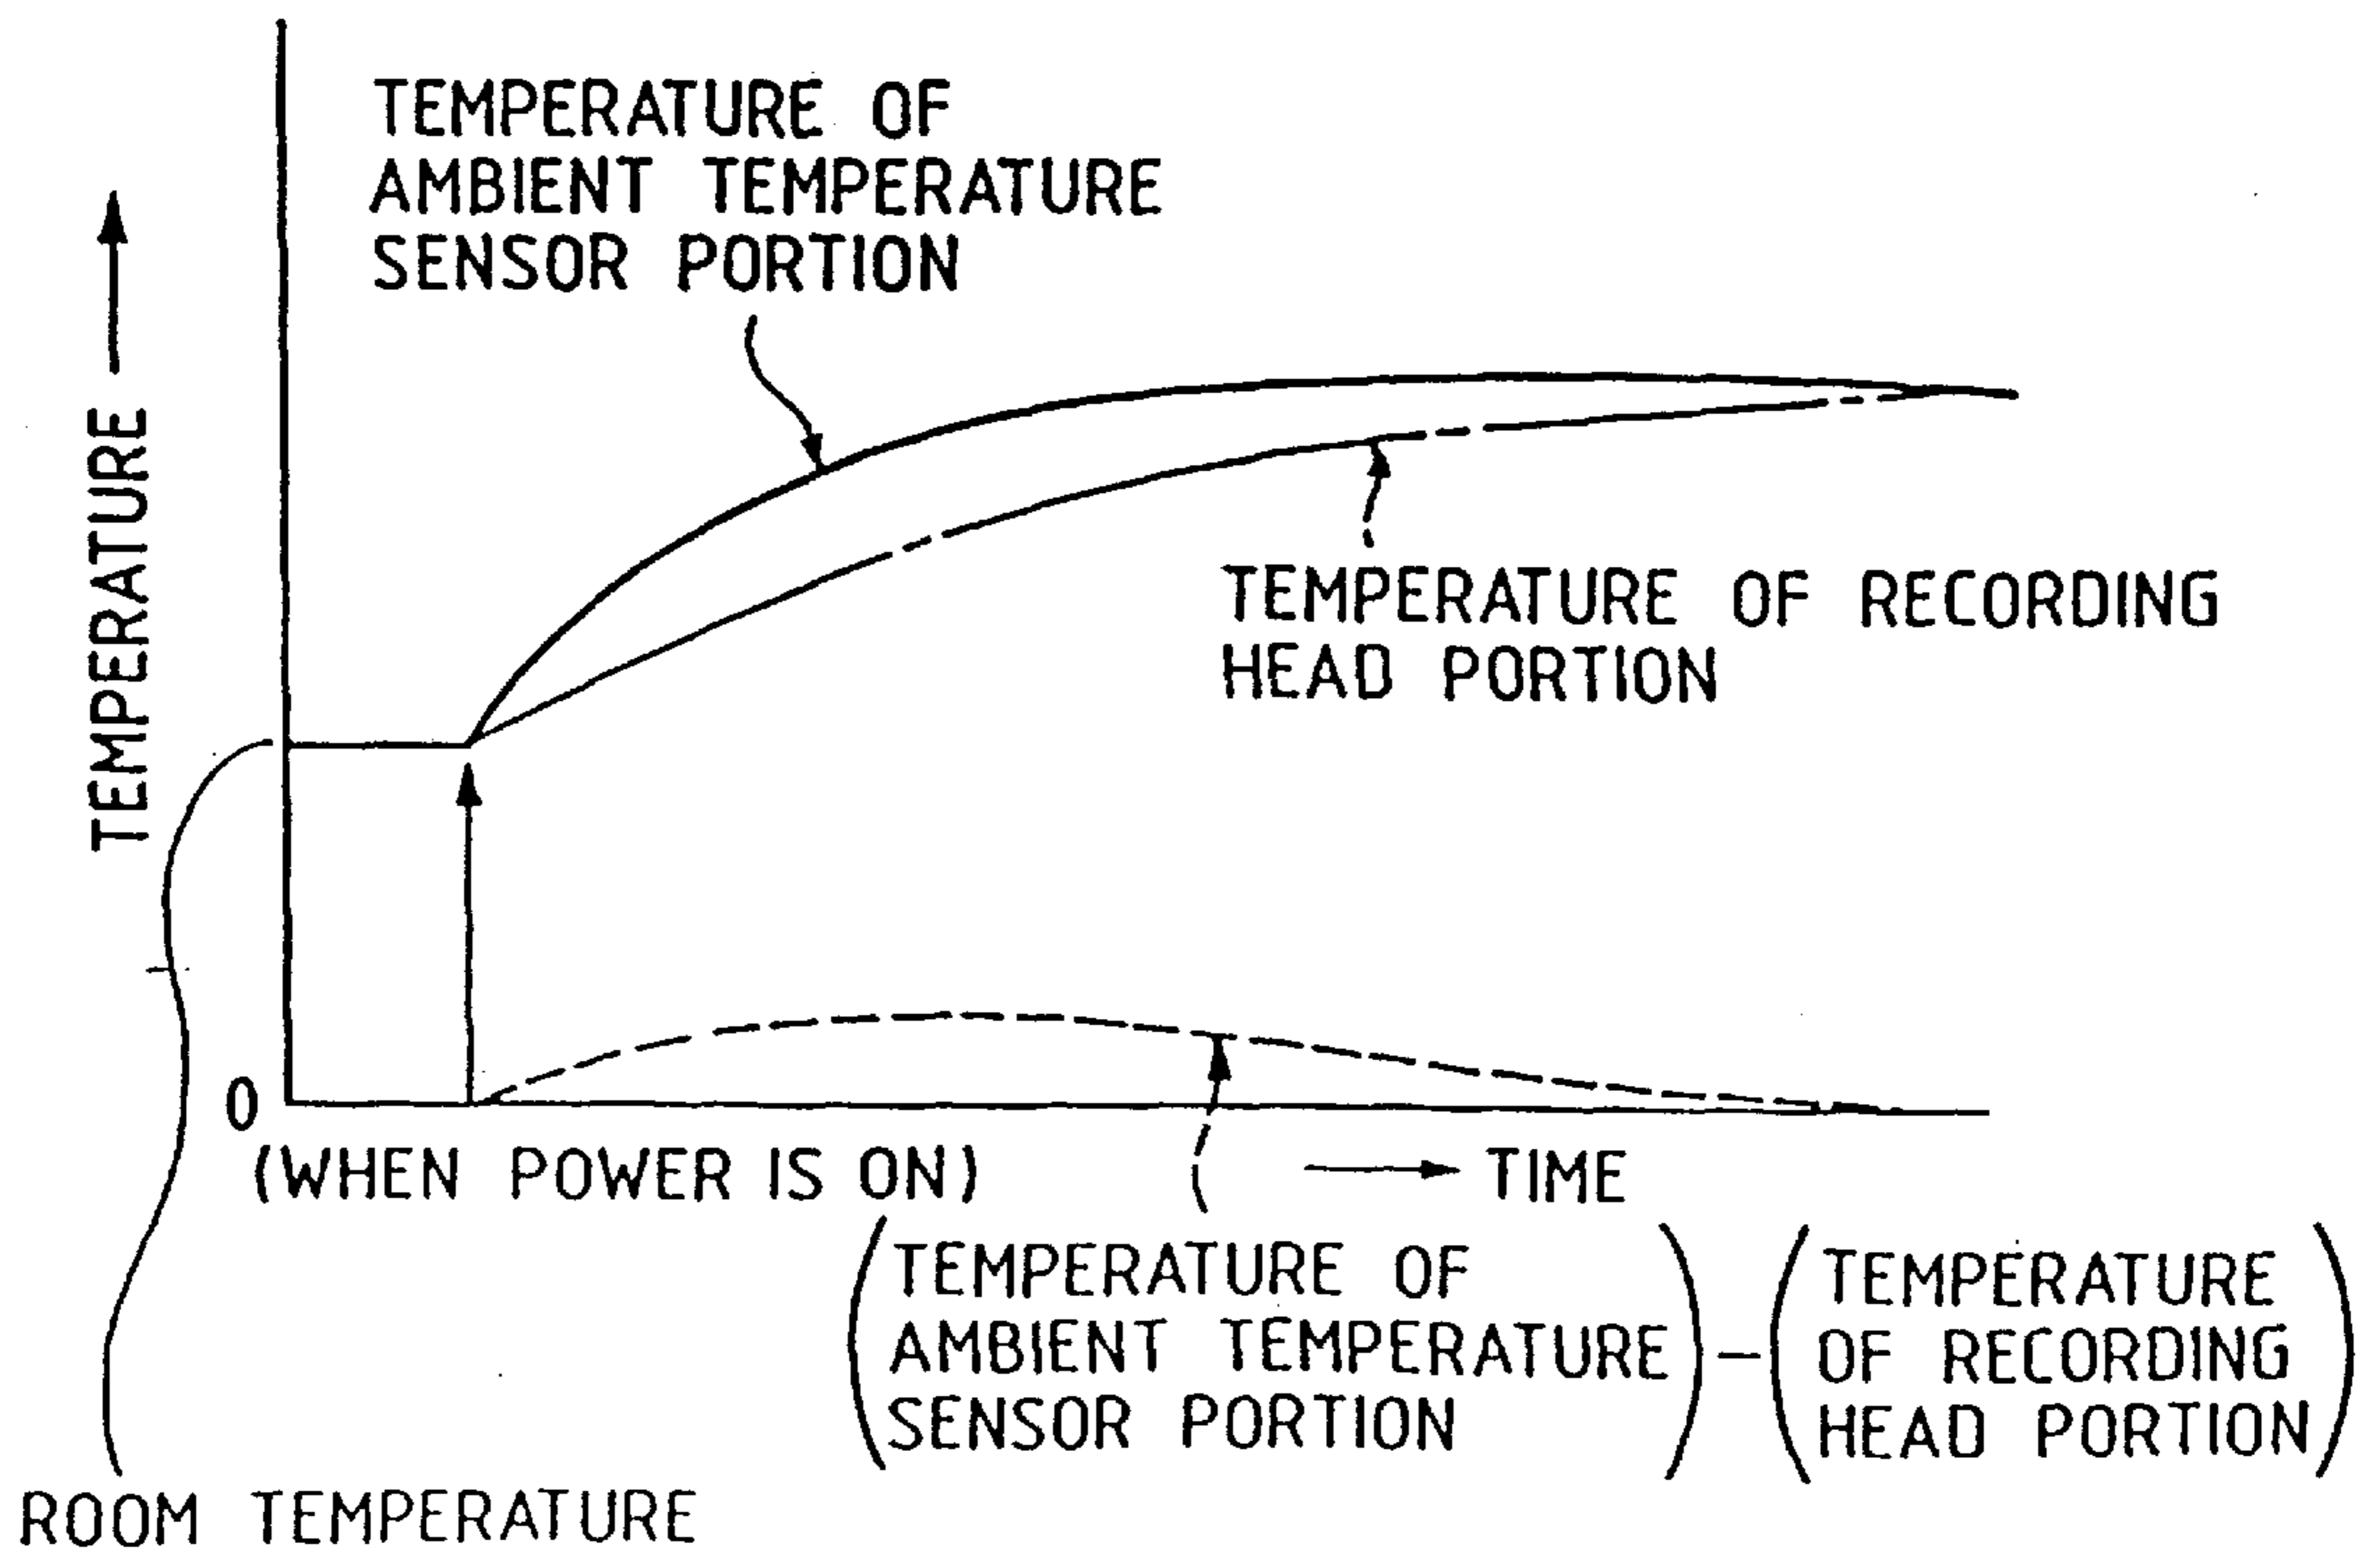 TEMPERATURE OF
AMBIENT TEMPERATURE
SENSOR PORTION
TEMPERATURE
TEMPERATURE OF RECORDING
HEAD PORTION
0
(WHEN POWER IS ON)
TIME
(TEMPERATURE OF
AMBIENT TEMPERATURE
SENSOR PORTION)
−
(TEMPERATURE
OF RECORDING
HEAD PORTION)
ROOM TEMPERATURE